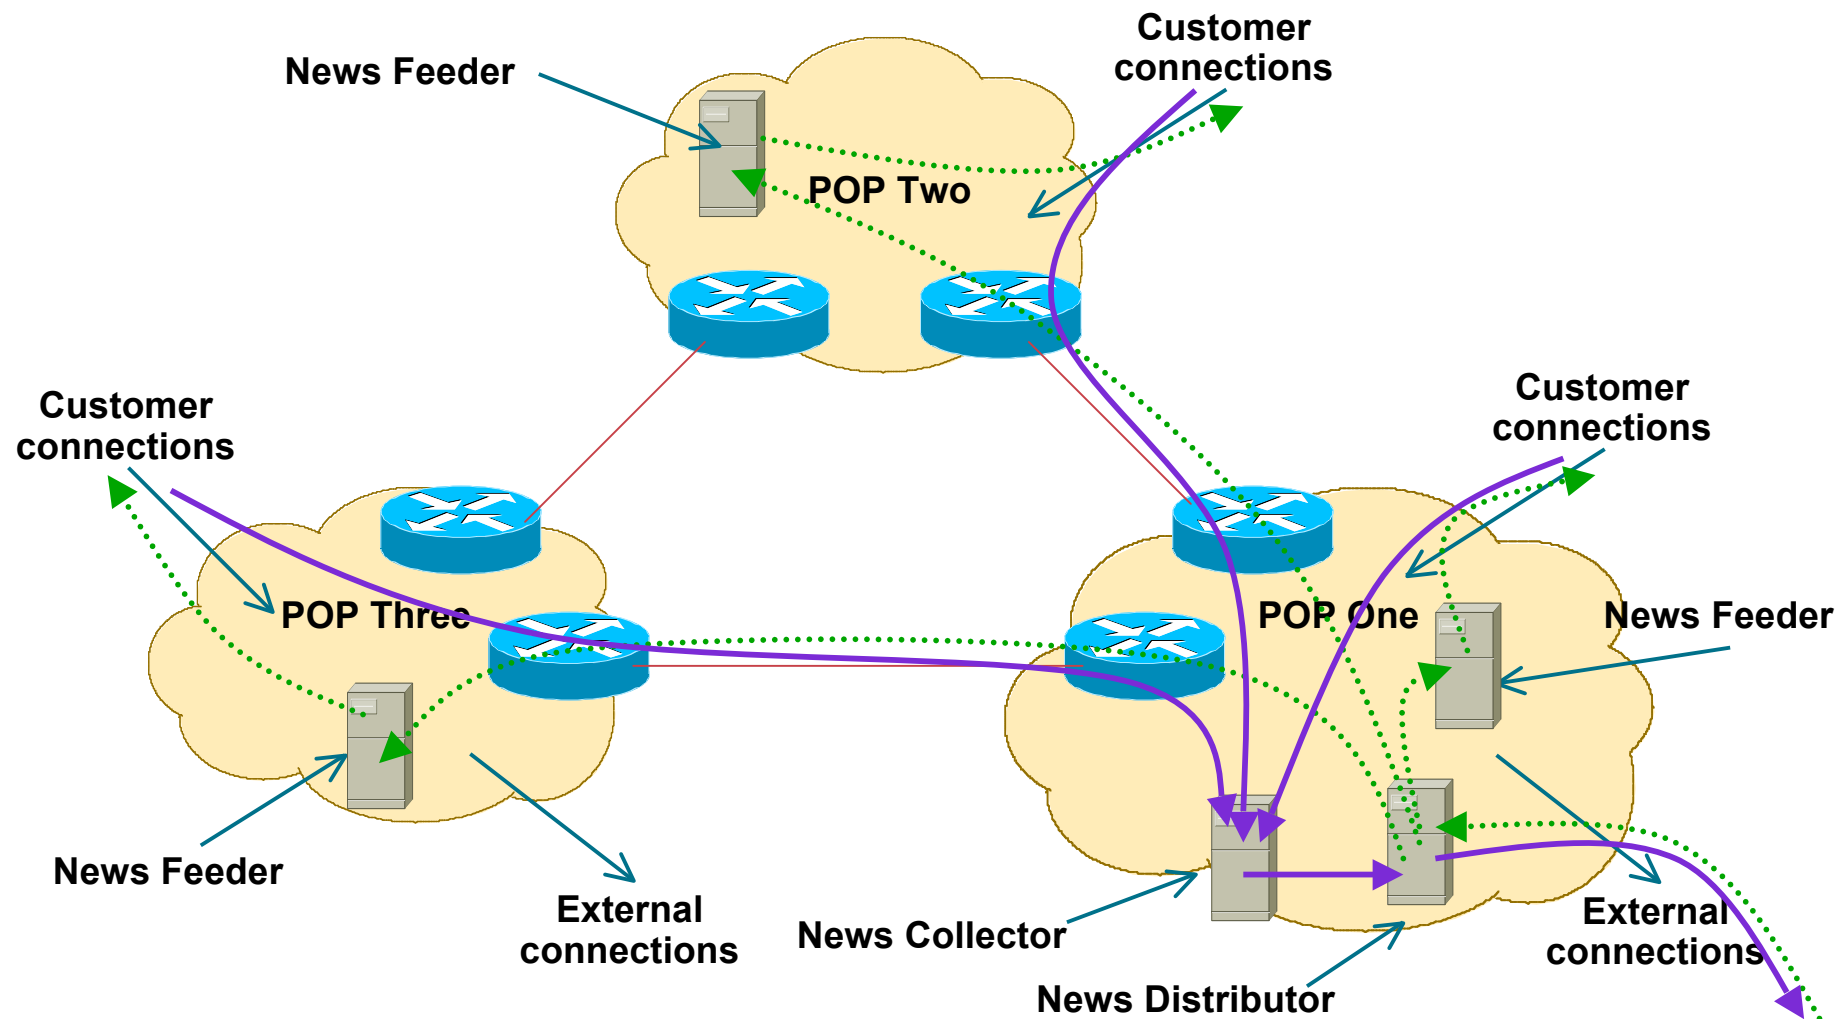 Customer
connections
News Feeder
POP Two
Customer
connections
Customer
connections
POP Three
POP One
News Feeder
News Feeder
External
connections
News Collector
External
connections
News Distributor